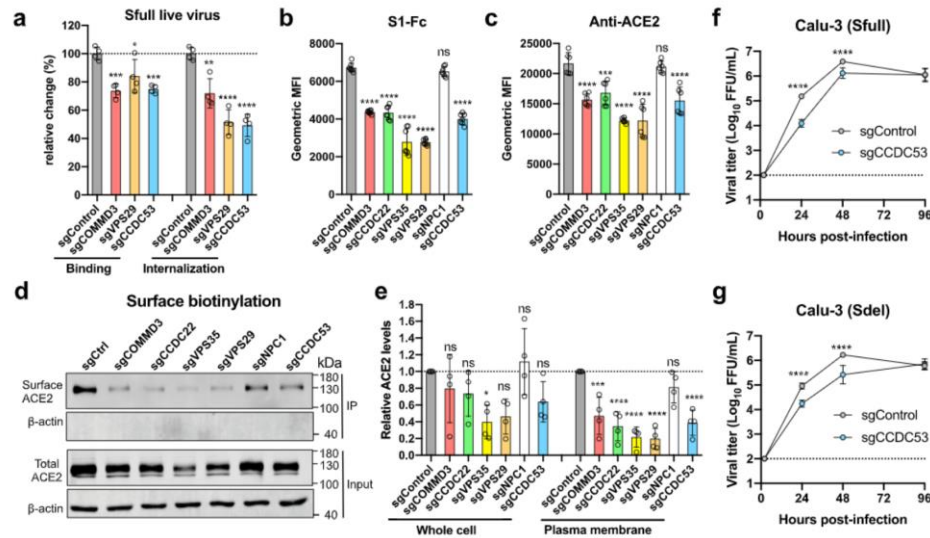 a
Sfull live virus
relative change (%)
140
120
100
80
60
40
20
0
*
***
***
**
****
****
sgControl
sgCOMMD3
sgVPS29
sgCCDC53
sgControl
sgCOMMD3
sgVPS29
sgCCDC53
Binding
Internalization
b
S1-Fc
Geometric MFI
8000
6000
4000
2000
0
****
****
****
****
ns
****
sgControl
sgCOMMD3
sgCCDC22
sgVPS35
sgVPS29
sgNPC1
sgCCDC53
c
Anti-ACE2
Geometric MFI
25000
20000
15000
10000
5000
0
****
***
****
****
ns
****
sgControl
sgCOMMD3
sgCCDC22
sgVPS35
sgVPS29
sgNPC1
sgCCDC53
f
Calu-3 (Sfull)
Viral titer (Log10 FFU/mL)
7
6
5
4
3
2
1
****
****
sgControl
sgCCDC53
0
24
48
96
Hours post-infection
d
Surface biotinylation
sgCtrl
sgCOMMD3
sgCCDC22
sgVPS35
sgVPS29
sgNPC1
sgCCDC53
kDa
Surface ACE2
180
130
100
IP
β-actin
40
Total ACE2
180
130
100
Input
β-actin
40
e
Relative ACE2 levels
2.0
1.8
1.6
1.4
1.2
1.0
0.8
0.6
0.4
0.2
0
ns
ns
*
ns
ns
ns
***
****
****
****
ns
****
sgControl
sgCOMMD3
sgCCDC22
sgVPS35
sgVPS29
sgNPC1
sgCCDC53
sgControl
sgCOMMD3
sgCCDC22
sgVPS35
sgVPS29
sgNPC1
sgCCDC53
Whole cell
Plasma membrane
g
Calu-3 (Sdel)
Viral titer (Log10 FFU/mL)
7
6
5
4
3
2
1
****
****
sgControl
sgCCDC53
0
24
48
96
Hours post-infection